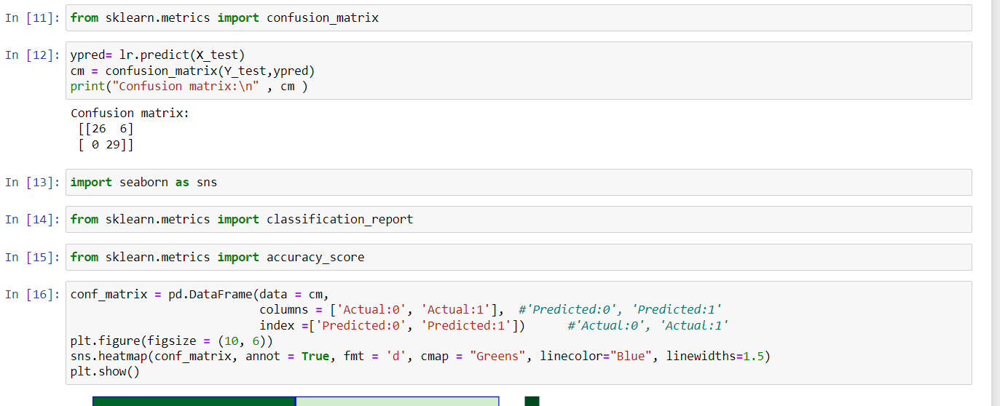 In [11]: from sklearn.metrics import confusion_matrix
In [12]: ypred= lr.predict(X_test)
cm = confusion_matrix(Y_test,ypred)
print("Confusion matrix:\n" , cm )
Confusion matrix:
[[26  6]
[ 0 29]]
In [13]: import seaborn as sns
In [14]: from sklearn.metrics import classification_report
In [15]: from sklearn.metrics import accuracy_score
In [16]: conf_matrix = pd.DataFrame(data = cm,
columns = ['Actual:0', 'Actual:1'],  #'Predicted:0', 'Predicted:1'
index =['Predicted:0', 'Predicted:1'])      #'Actual:0', 'Actual:1'
plt.figure(figsize = (10, 6))
sns.heatmap(conf_matrix, annot = True, fmt = 'd', cmap = "Greens", linecolor="Blue", linewidths=1.5)
plt.show()